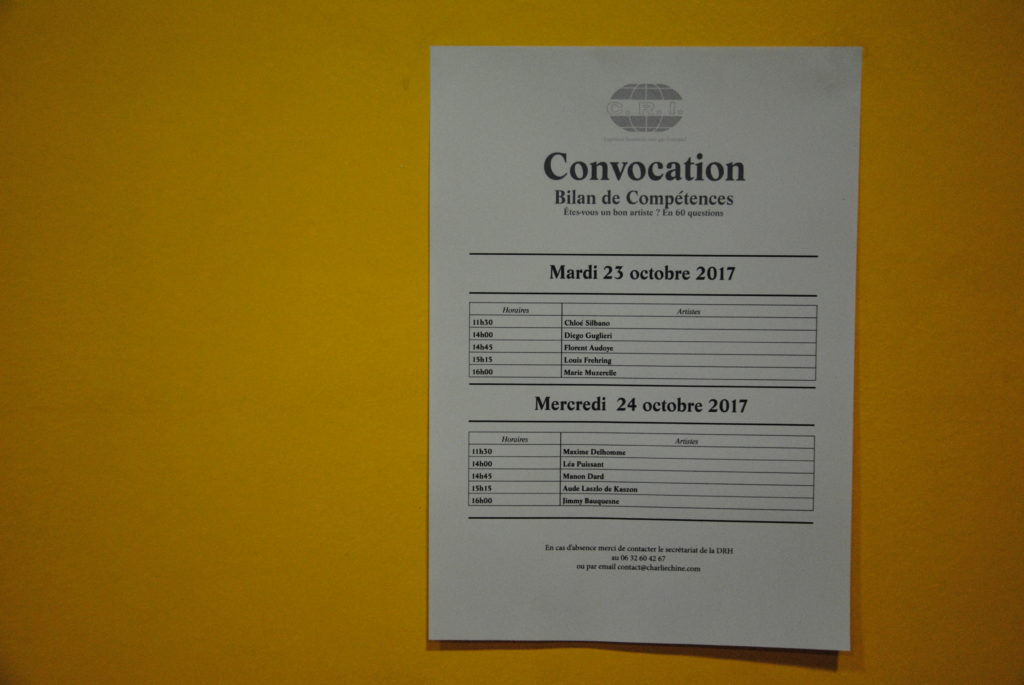 C. R. I.
Convocation
Bilan de Compétences
Êtes-vous un bon artiste ? En 60 questions
Mardi 23 octobre 2017
Horaires Artistes
11h30 Chloé Silbano
14h00 Diego Guglieri
14h45 Florent Audoye
15h15 Louis Frehring
16h00 Marie Muzerelle
Mercredi 24 octobre 2017
Horaires Artistes
11h30 Maxime Delhomme
14h00 Léa Puissant
14h45 Manon Dard
15h15 Aude Laszlo de Kaszon
16h00 Jimmy Bauquesne
En cas d'absence merci de contacter le secrétariat de la DRH
au 06 32 60 42 67
ou par email contact@charliechine.com